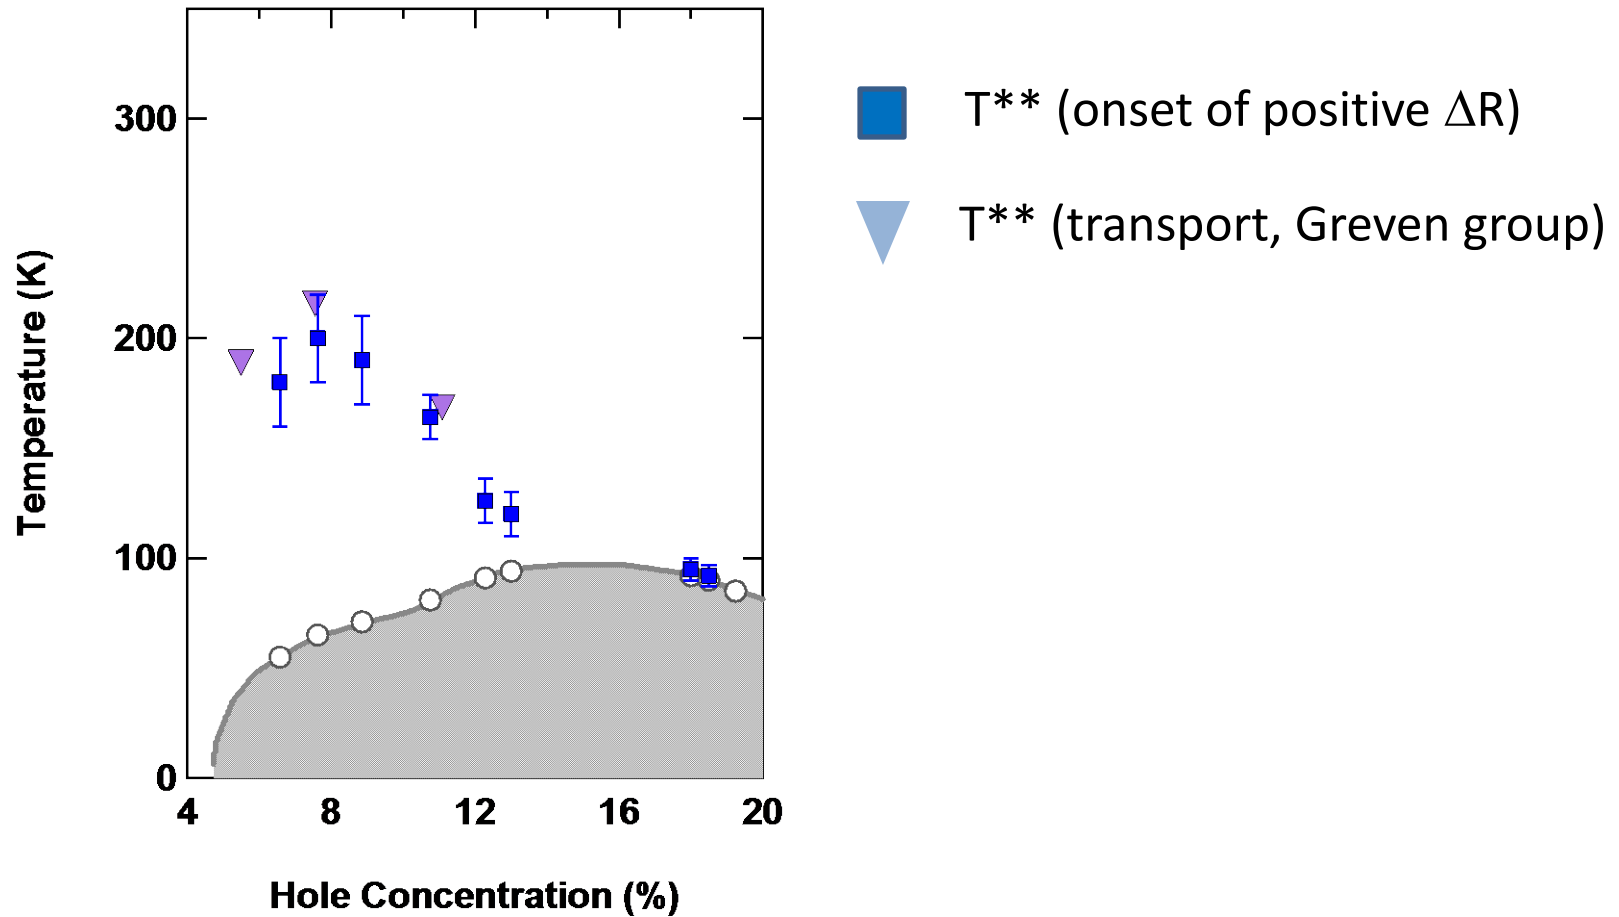 300
200
100
0
4 8 12 16 20
Temperature (K)
Hole Concentration (%)
T** (onset of positive ΔR)
T** (transport, Greven group)